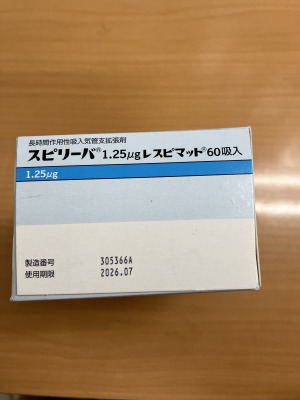 長時間作用性吸入気管支拡張剤
スピリーバ®1.25μgレスピマット®60吸入
1.25μg
製造番号 305366A
使用期限 2026.07